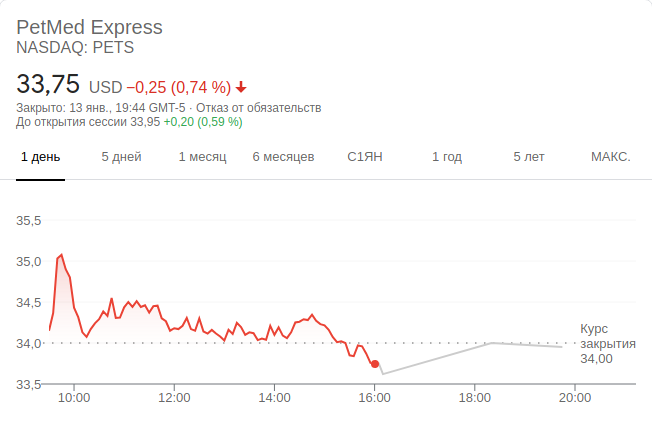 PetMed Express
NASDAQ: PETS
33,75 USD −0,25 (0,74 %)
Закрыто: 13 янв., 19:44 GMT-5 · Отказ от обязательств
До открытия сессии 33,95 +0,20 (0,59 %)
1 день 5 дней 1 месяц 6 месяцев С1ЯН 1 год 5 лет МАКС.
35,5
35,0
34,5
Курс
34,0 закрытия
34,00
33,5
10:00 12:00 14:00 16:00 18:00 20:00